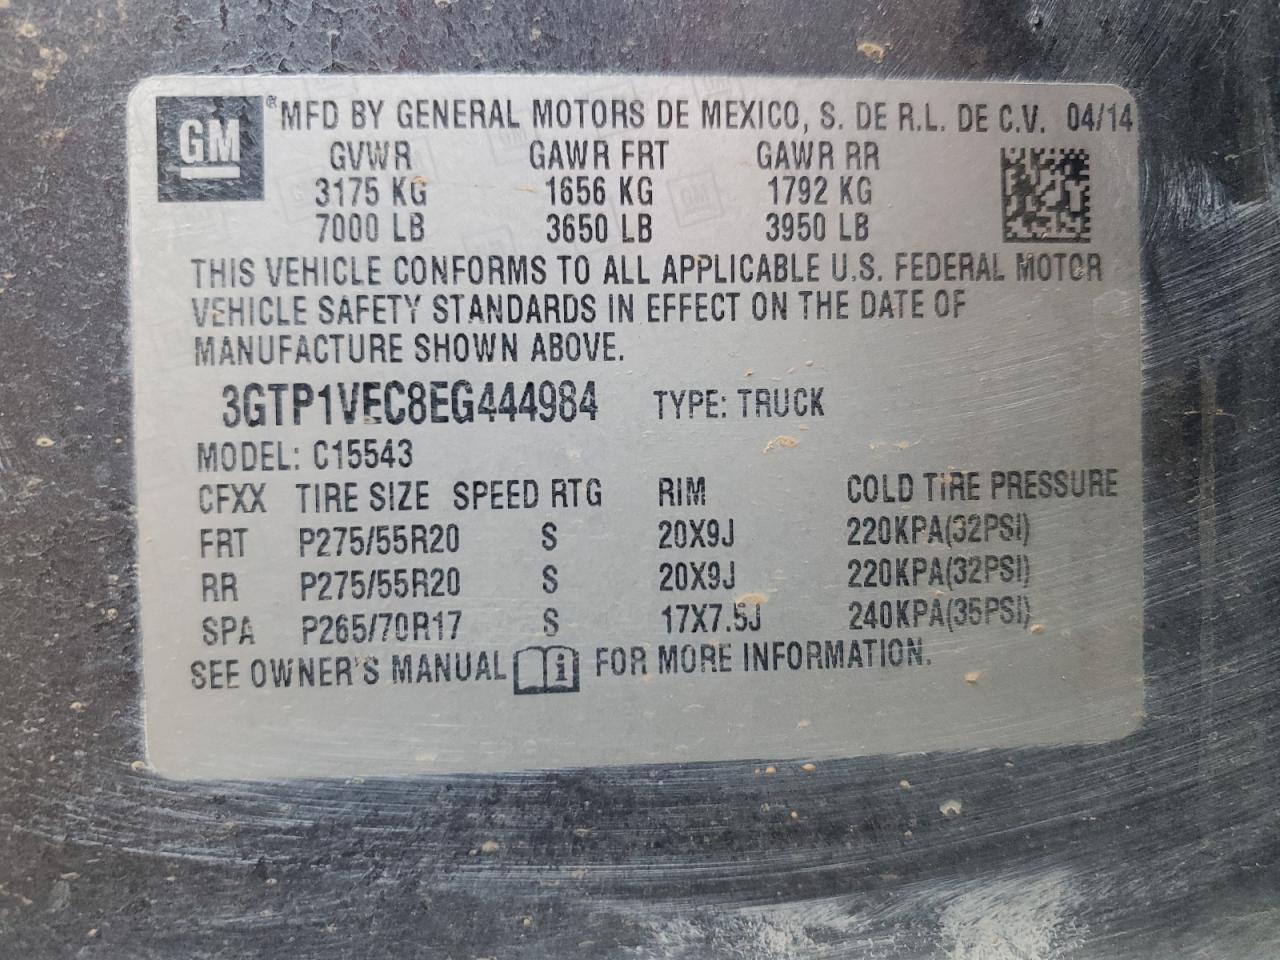 GM ® MFD BY GENERAL MOTORS DE MEXICO, S. DE R.L. DE C.V. 04/14
GVWR GAWR FRT GAWR RR
3175 KG 1656 KG 1792 KG
7000 LB 3650 LB 3950 LB
THIS VEHICLE CONFORMS TO ALL APPLICABLE U.S. FEDERAL MOTOR
VEHICLE SAFETY STANDARDS IN EFFECT ON THE DATE OF
MANUFACTURE SHOWN ABOVE.
3GTP1VEC8EG444984 TYPE: TRUCK
MODEL: C15543
CFXX TIRE SIZE SPEED RTG RIM COLD TIRE PRESSURE
FRT P275/55R20 S 20X9J 220KPA(32PSI)
RR P275/55R20 S 20X9J 220KPA(32PSI)
SPA P265/70R17 S 17X7.5J 240KPA(35PSI)
SEE OWNER'S MANUAL i FOR MORE INFORMATION.